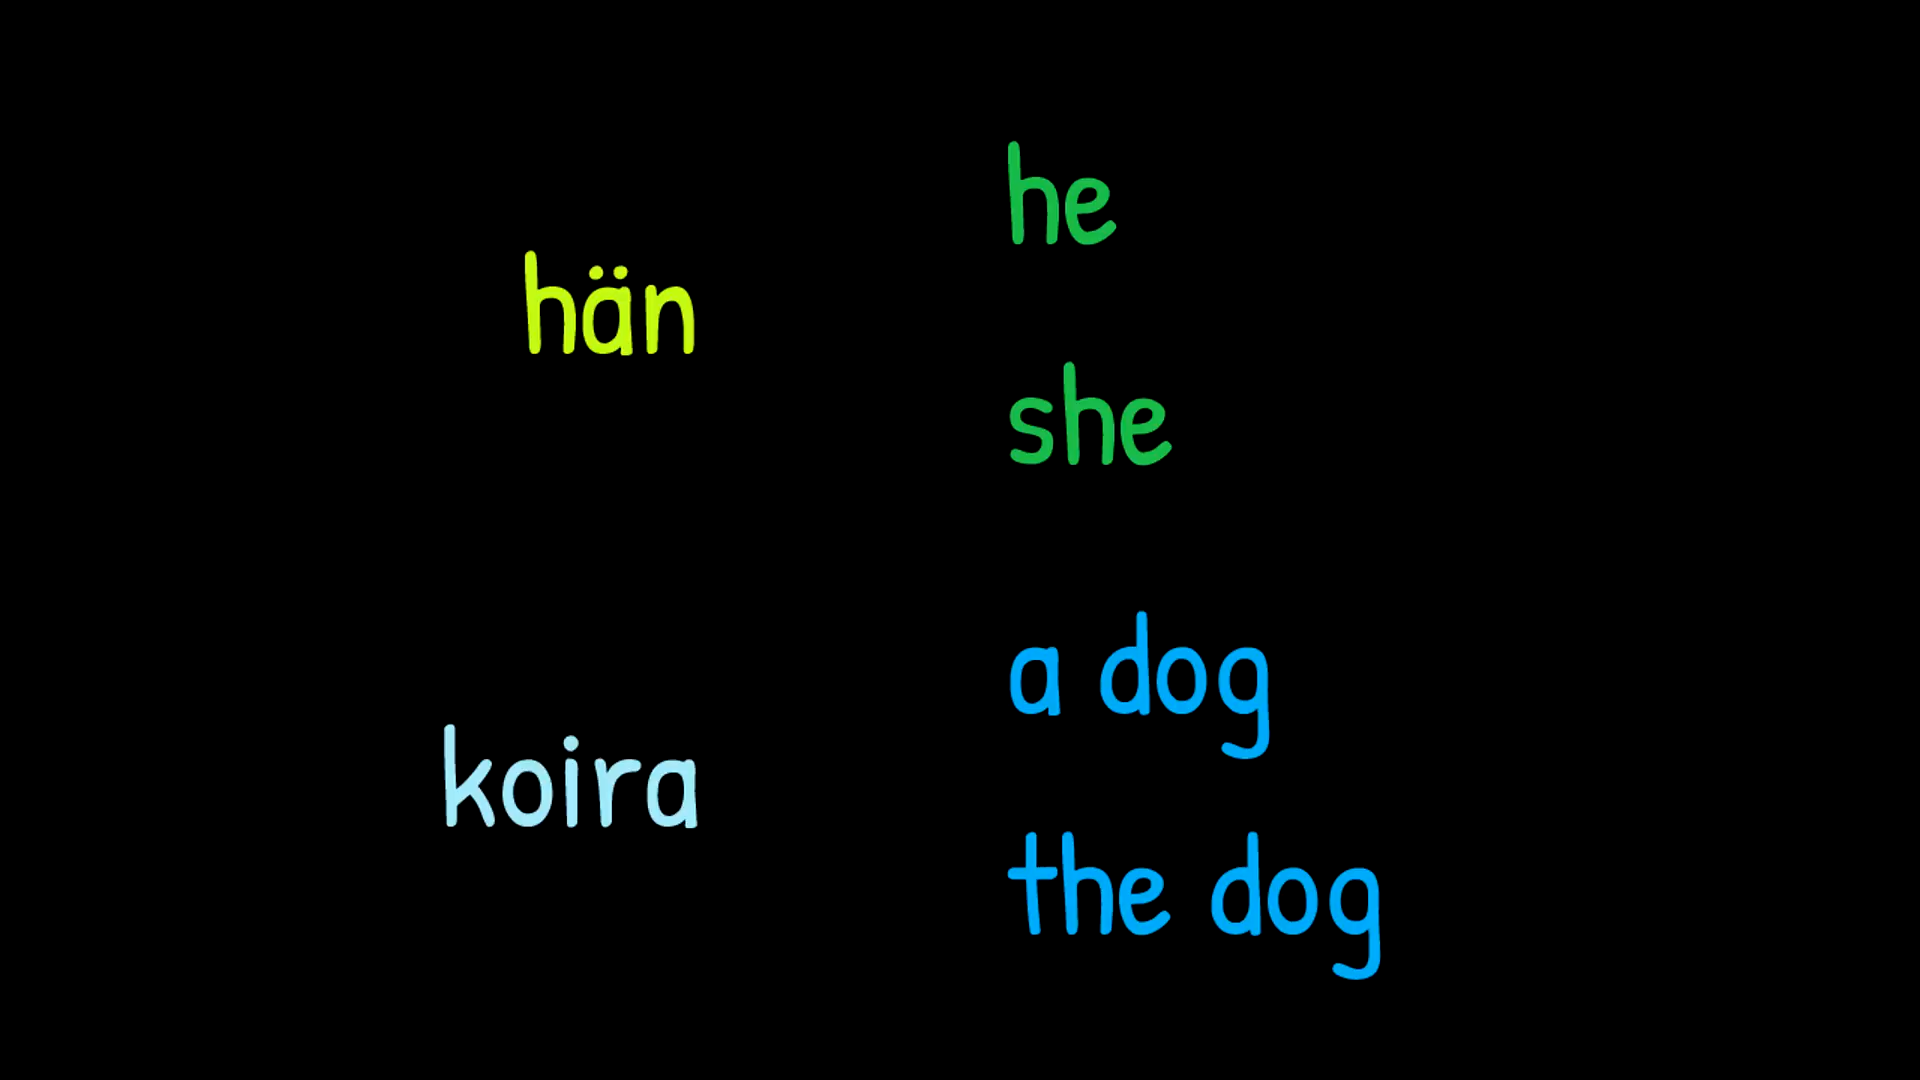 hän
he
she
koira
a dog
the dog